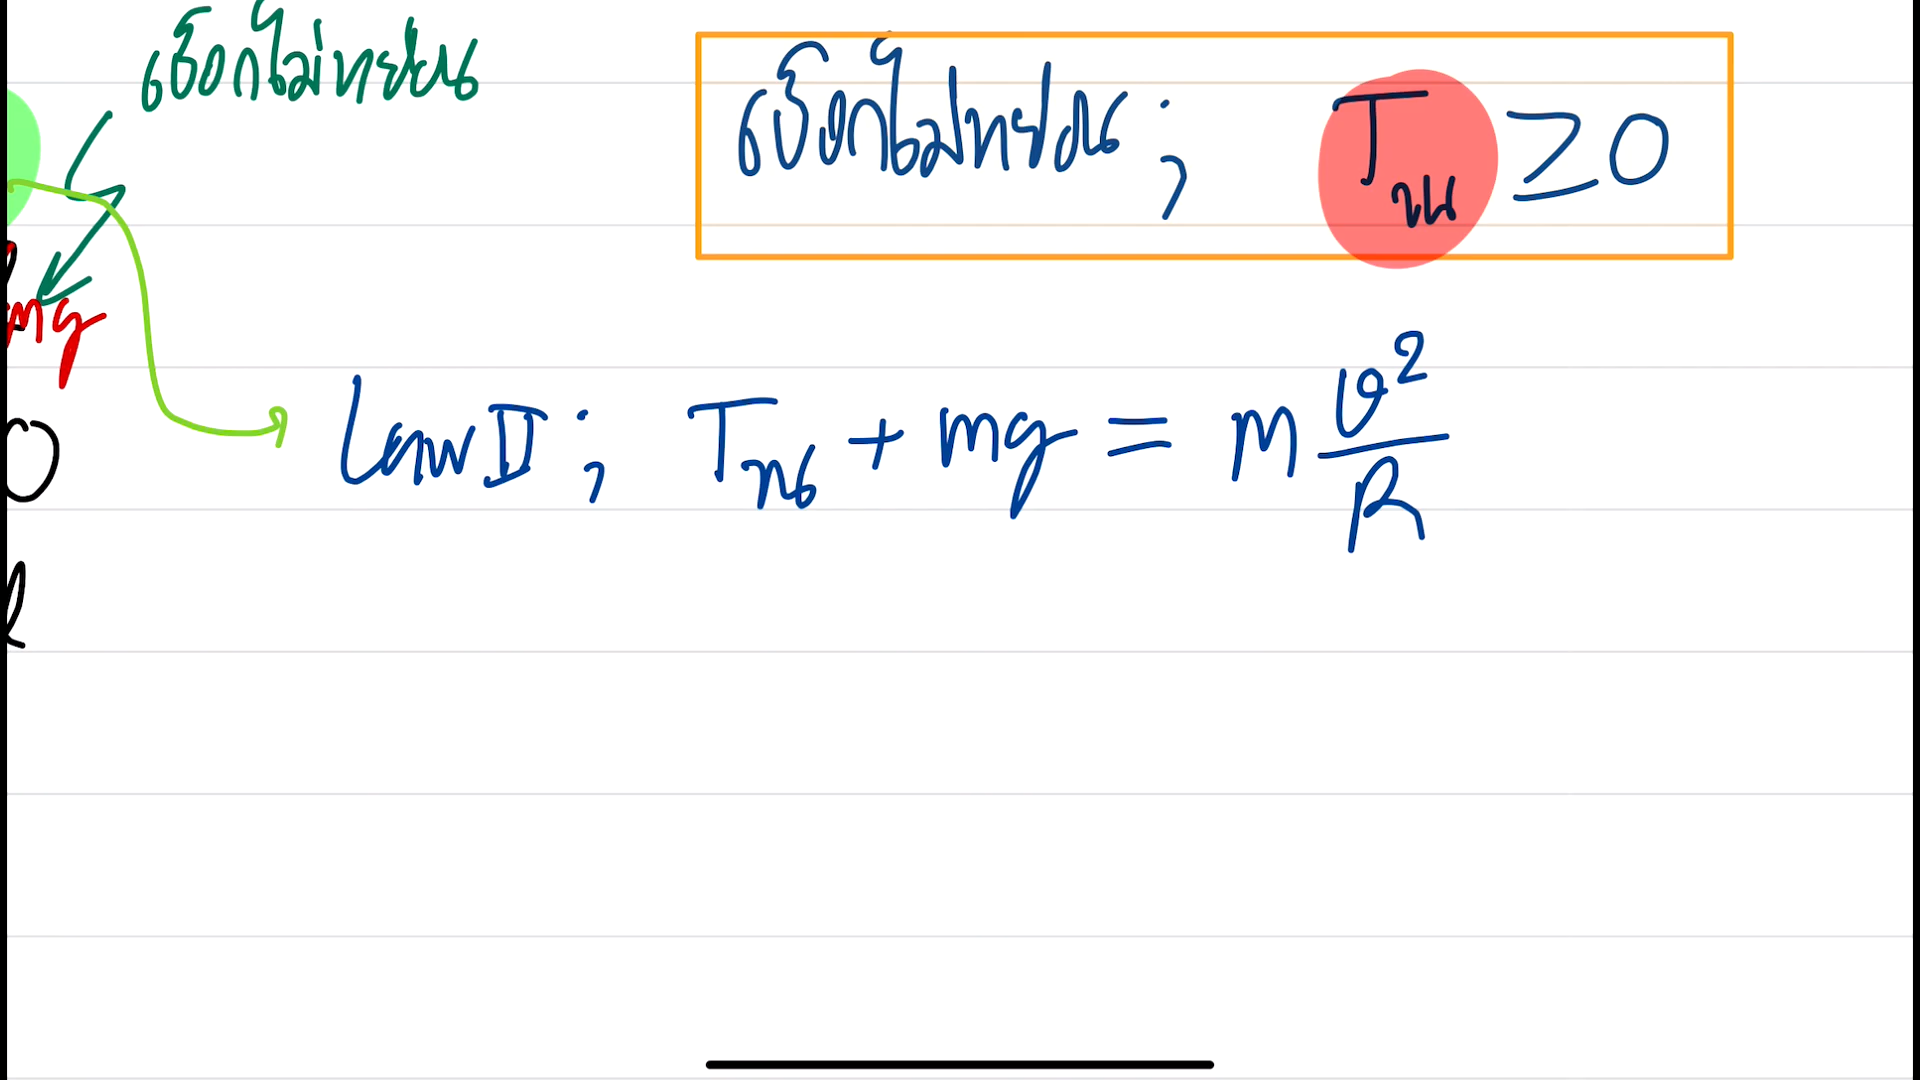 เชือกไม่หย่อน
เชือกไม่หย่อน ; Tบน ≥ 0
mg
Law II ; Tบน + mg = m v²/R
O
R